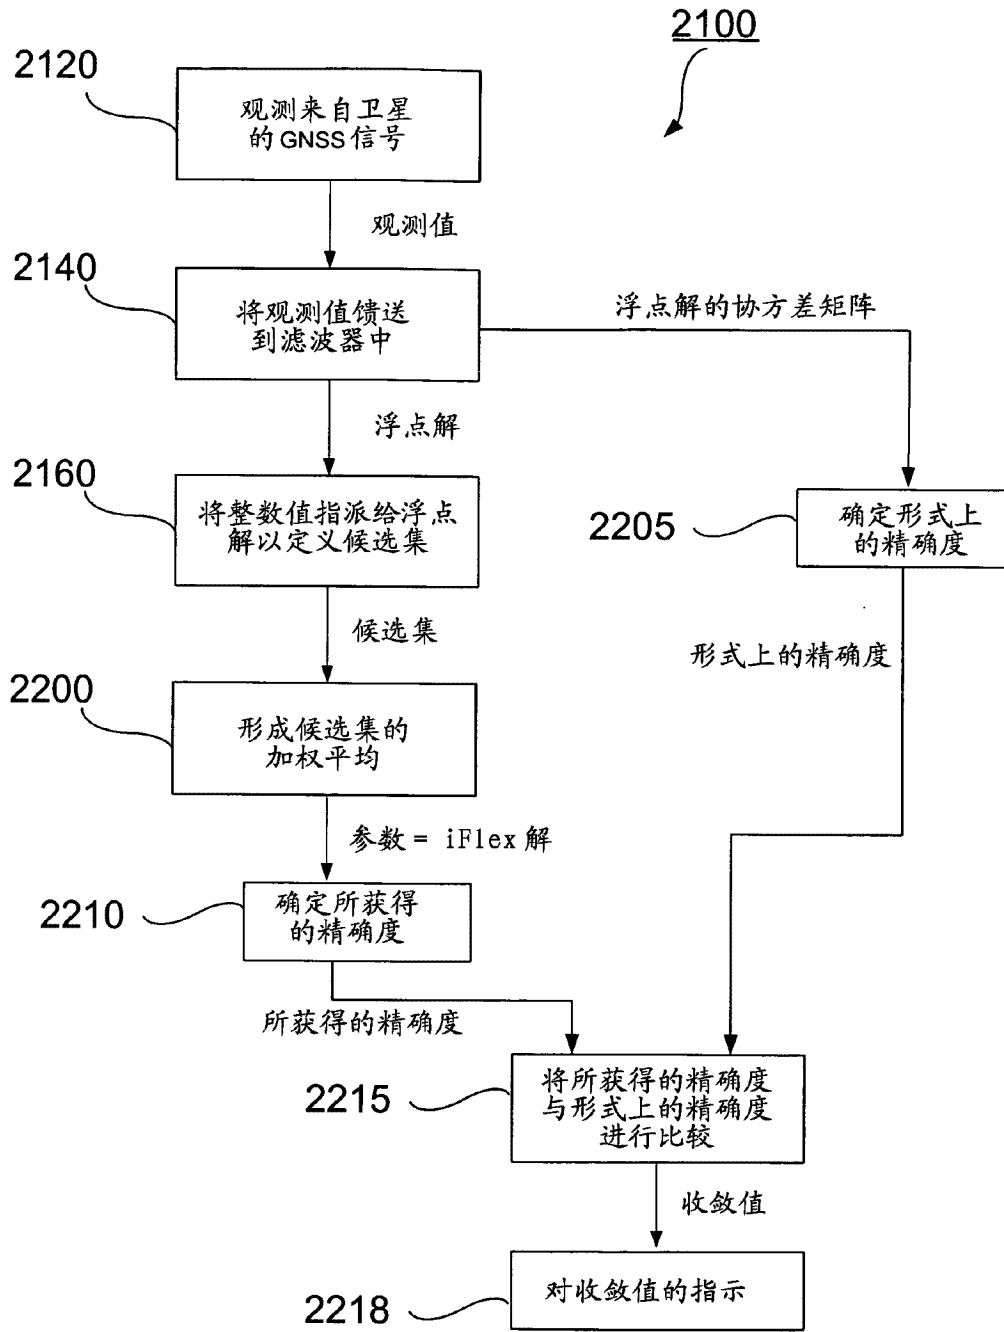 2100
2120
观测来自卫星
的GNSS信号
观测值
2140
将观测值馈送
到滤波器中
浮点解的协方差矩阵
浮点解
2160
将整数值指派给浮点
解以定义候选集
2205
确定形式上
的精确度
候选集
形式上的精确度
2200
形成候选集的
加权平均
参数 = iFlex 解
2210
确定所获得
的精确度
所获得的精确度
2215
将所获得的精确度
与形式上的精确度
进行比较
收敛值
2218
对收敛值的指示